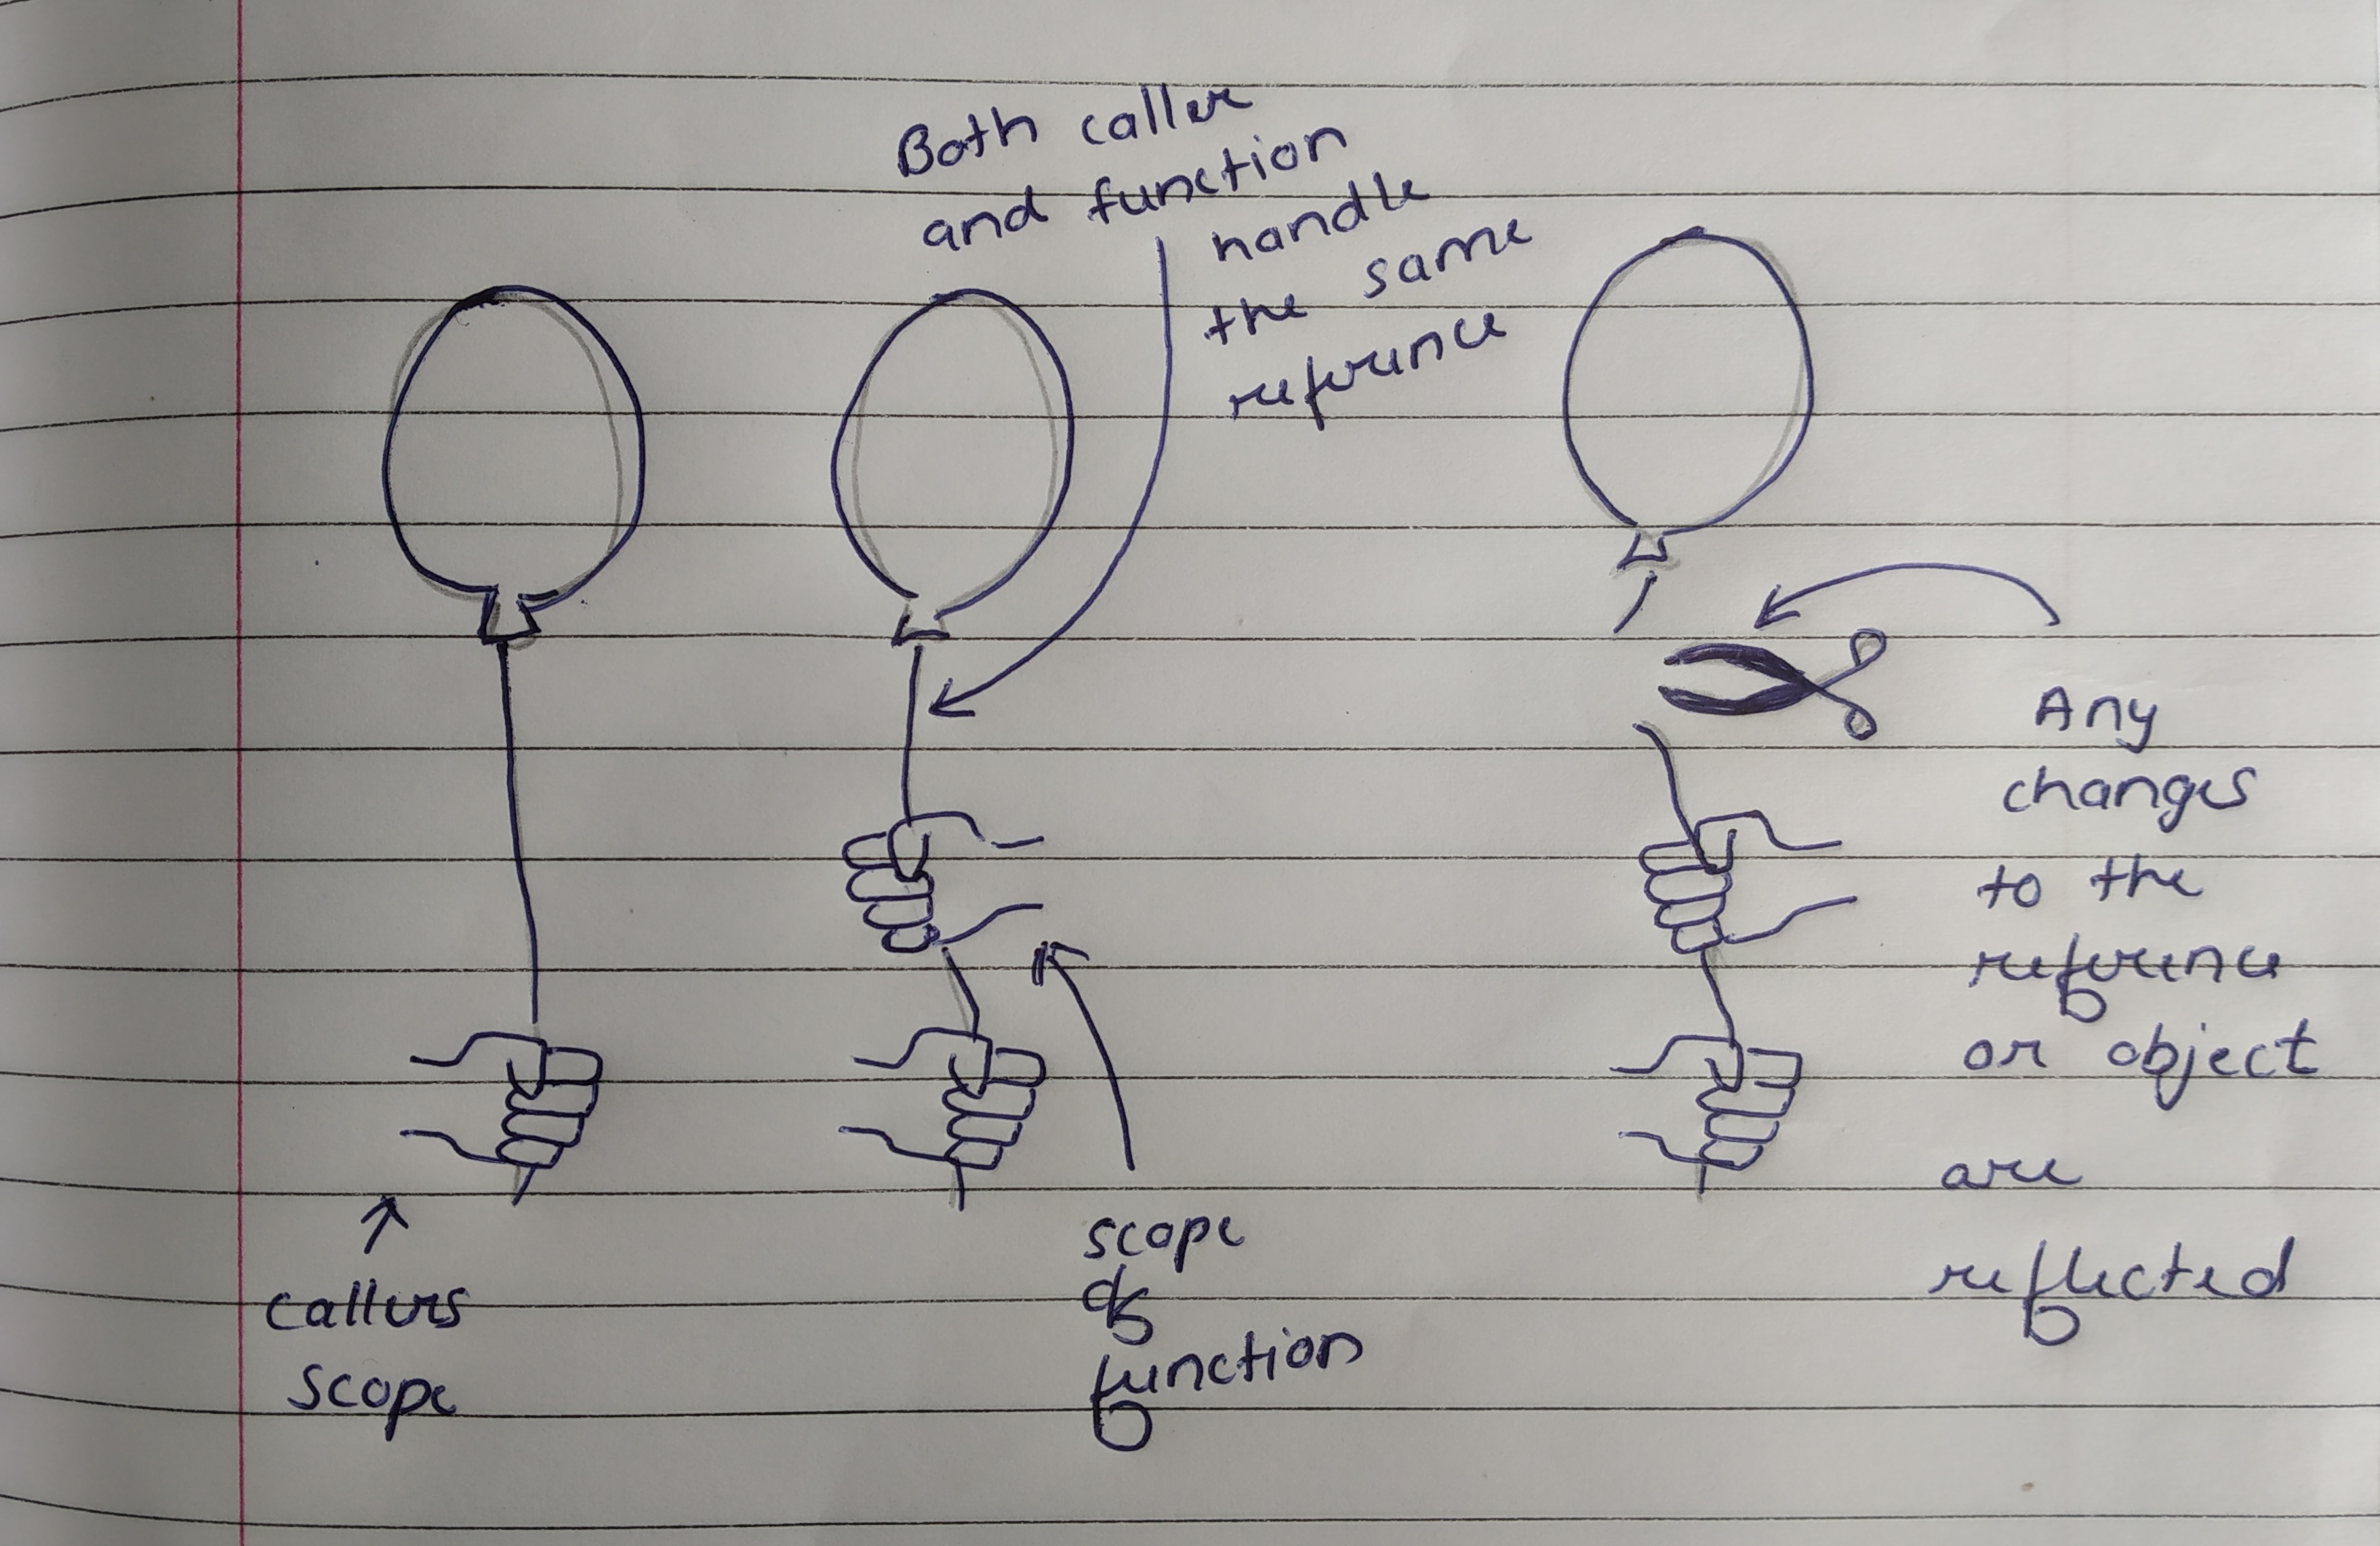 Both caller
and function
handle
the same
reference
Any
changes
to the
reference
or object
are
reflected
callers
scope
scope
of
function